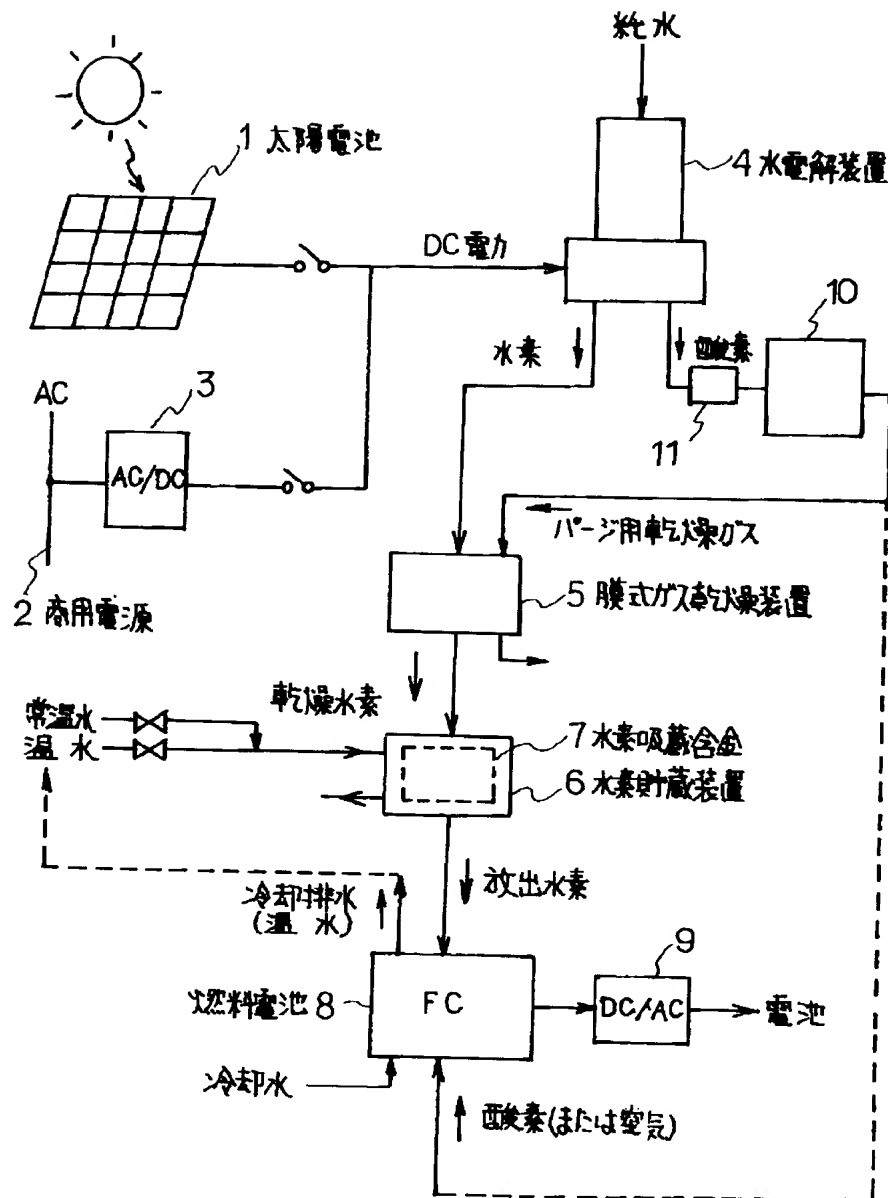 給水
1 太陽電池
4 水電解装置
DC電力
10
水素
酸素
AC
3
AC/DC
11
パージ用乾燥ガス
2 商用電源
5 膜式ガス乾燥装置
乾燥水素
常温水
温水
7 水素吸蔵合金
6 水素貯蔵装置
放出水素
冷却排水
(温水)
9
燃料電池 8
FC
DC/AC
電池
冷却水
酸素(または空気)